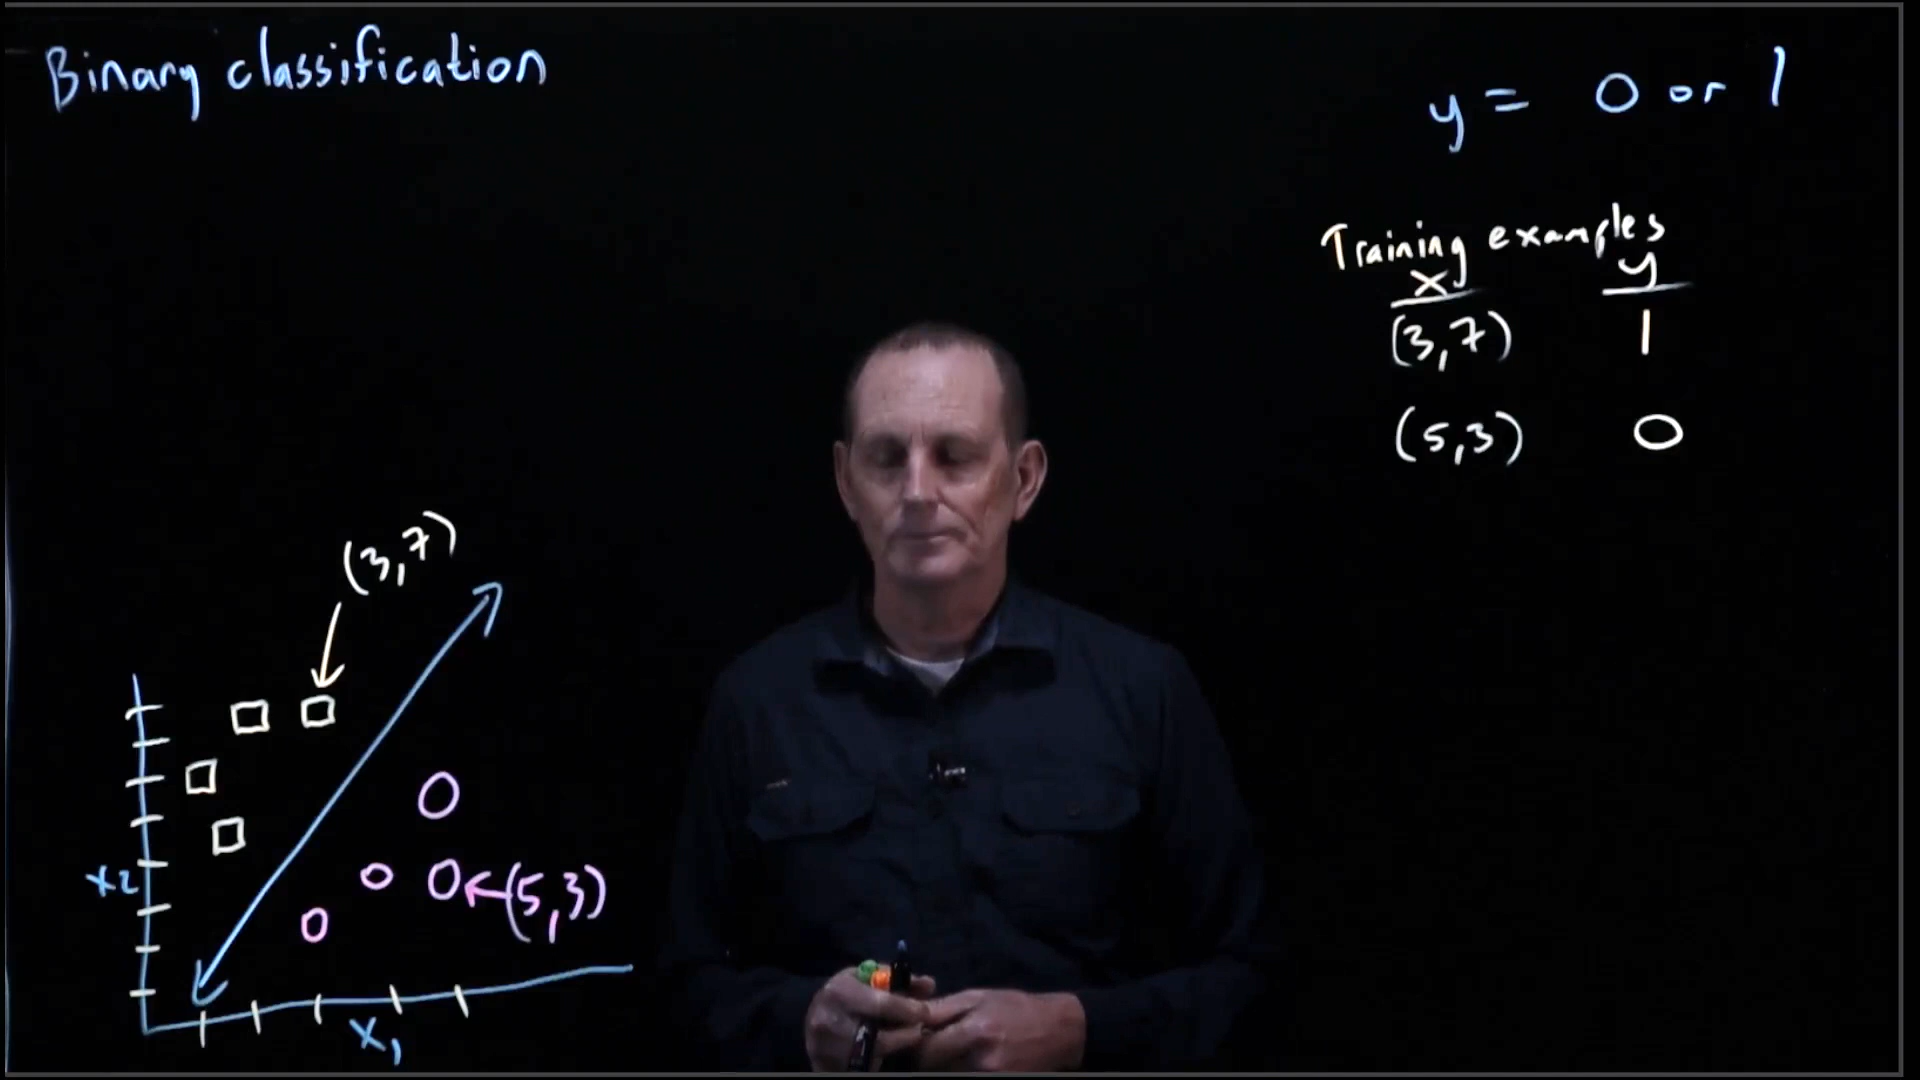 Binary classification
y = 0 or 1
Training examples
x y
(3,7) 1
(5,3) 0
(3,7)
(5,3)
x2
x1